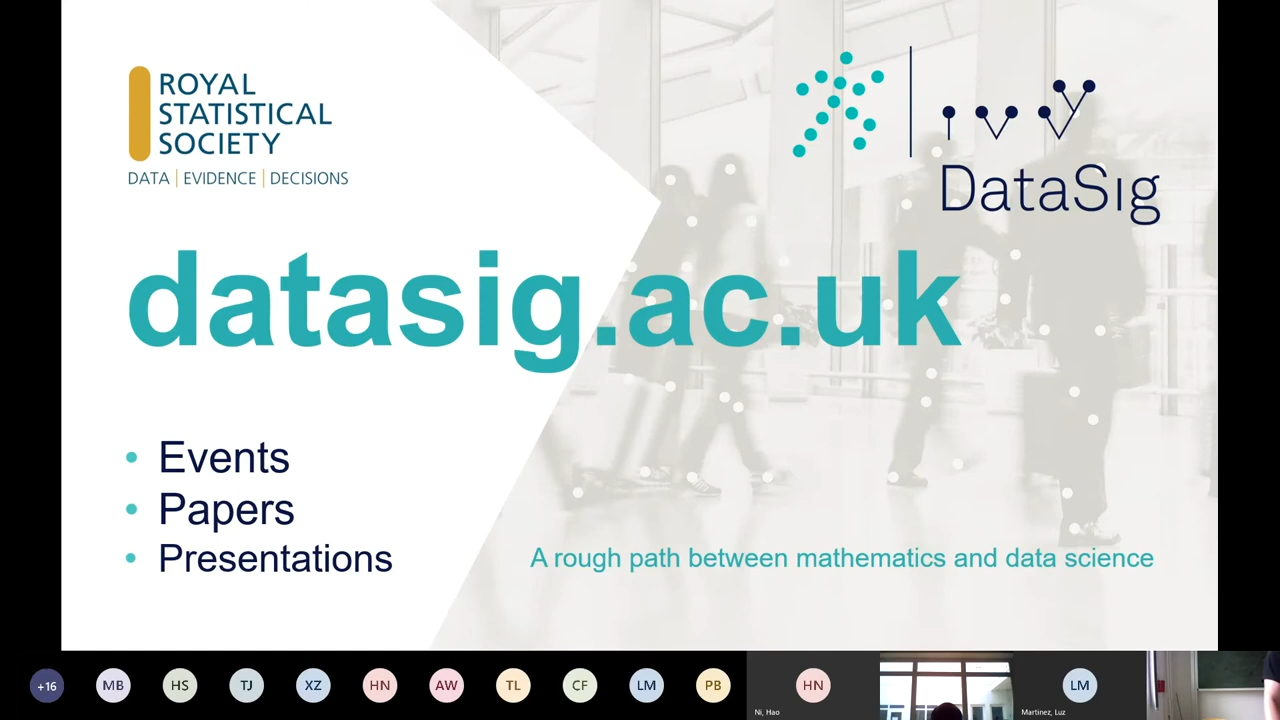 ROYAL
STATISTICAL
SOCIETY
DATA | EVIDENCE | DECISIONS
DataSıg
datasig.ac.uk
• Events
• Papers
• Presentations
A rough path between mathematics and data science
+16
MB
HS
TJ
XZ
HN
AW
TL
CF
LM
PB
HN
Ni, Hao
LM
Martinez, Luz